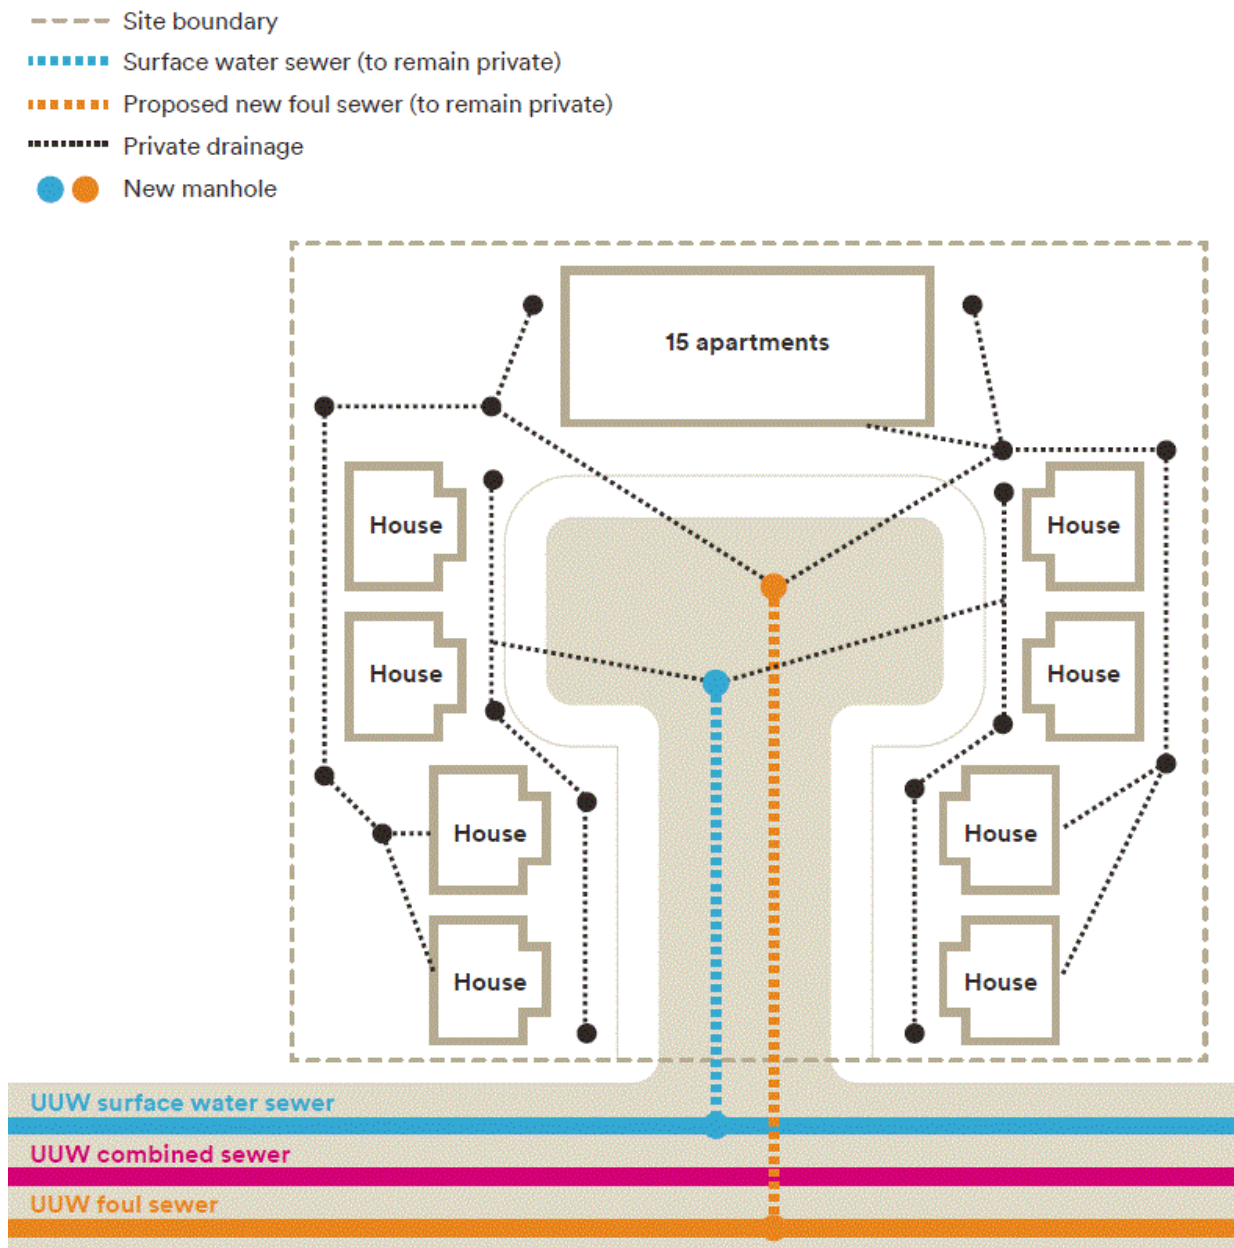 Site boundary
Surface water sewer (to remain private)
Proposed new foul sewer (to remain private)
Private drainage
New manhole
15 apartments
House
House
House
House
House
House
House
House
UUW surface water sewer
UUW combined sewer
UUW foul sewer